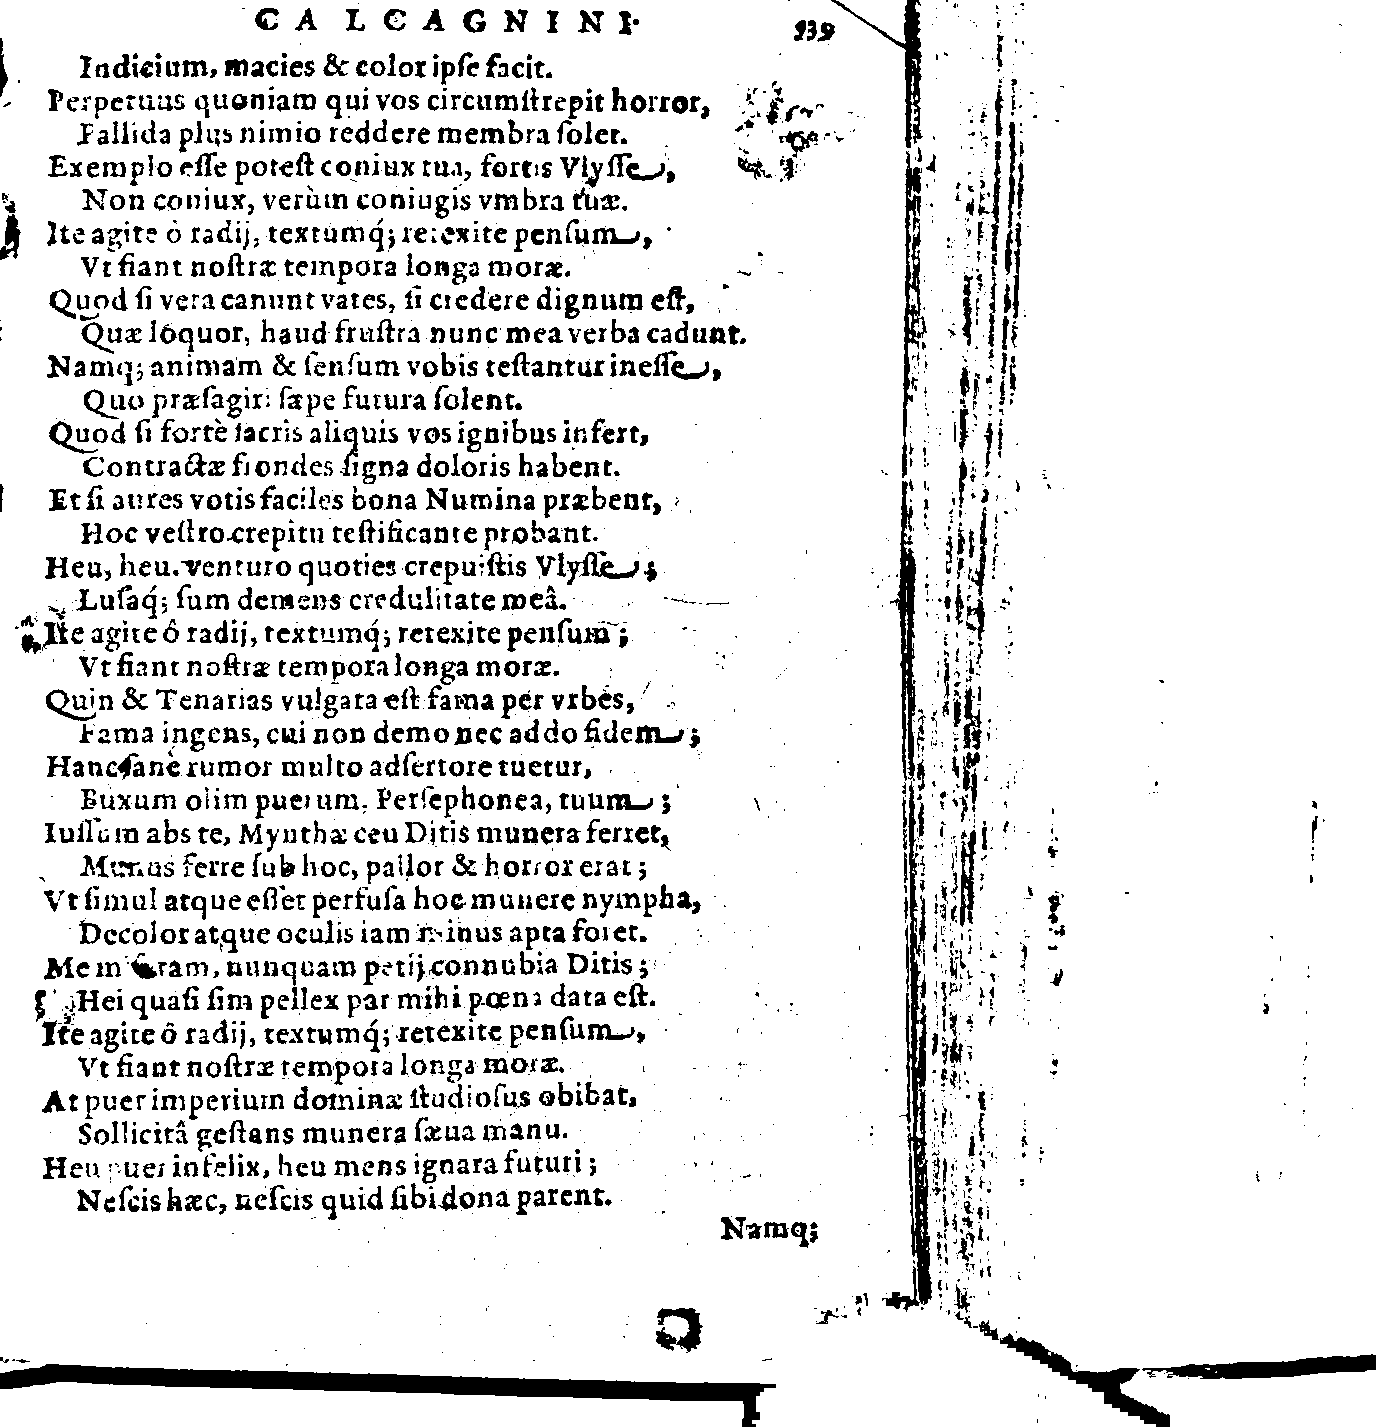 CALCAGNINI. 539
Indicium, macies & color ipſe facit.
Perpetuus quoniam qui vos circumſtrepit horror,
Pallida plus nimio reddere membra ſolet.
Exemplo eſſe poteſt coniux tua, fortis Vlyſſe,
Non coniux, verùm coniugis vmbra tuæ.
Ite agite ô radij, textumq́; retexite penſum,
Vt fiant noſtræ tempora longa moræ.
Quod ſi vera canunt vates, ſi credere dignum eſt,
Quæ lóquor, haud fruſtra nunc mea verba cadunt.
Namq; animam & ſenſum vobis teſtantur ineſſe,
Quo præſagiri ſæpe futura ſolent.
Quod ſi fortè ſacris aliquis vos ignibus infert,
Contractæ frondes ſigna doloris habent.
Et ſi aures votis faciles bona Numina præbent,
Hoc veſtro crepitu teſtificante probant.
Heu, heu venturo quoties crepuiſtis Vlyſſe;
Luſaq́; ſum demens credulitate meâ.
Ite agite ô radij, textumq́; retexite penſum;
Vt fiant noſtræ tempora longa moræ.
Quin & Tenarias vulgata eſt fama per vrbes,
Fama ingens, cui non demo nec addo fidem;
Hanc ſanè rumor multo adſertore tuetur,
Buxum olim puerum, Perſephonea, tuum;
Iuſſum abs te, Mynthæ ceu Ditis munera ferret,
Munus ferre ſub hoc, pallor & horror erat;
Vt ſimul atque eſſet perfuſa hoc munere nympha,
Decolor atque oculis iam minus apta foret.
Me miſeram, nunquam petij connubia Ditis;
Hei quaſi ſim pellex par mihi pœna data eſt.
Ite agite ô radij, textumq́; retexite penſum,
Vt fiant noſtræ tempora longa moræ.
At puer imperium dominæ ſtudioſus obibat,
Sollicitâ geſtans munera ſæua manu.
Heu puer infelix, heu mens ignara futuri;
Neſcis hæc, neſcis quid ſibi dona parent.
Namq;